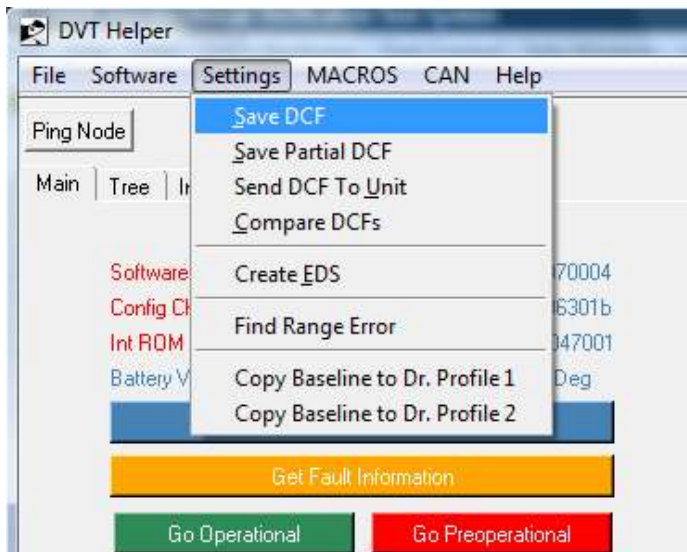 DVT Helper
File Software Settings MACROS CAN Help
Ping Node
Save DCF
Save Partial DCF
Send DCF To Unit
Compare DCFs
Create EDS
Find Range Error
Copy Baseline to Dr. Profile 1
Copy Baseline to Dr. Profile 2
Main Tree
Software 70004
Config 6301b
Int ROM 047001
Battery V Deg
Get Fault Information
Go Operational Go Preoperational